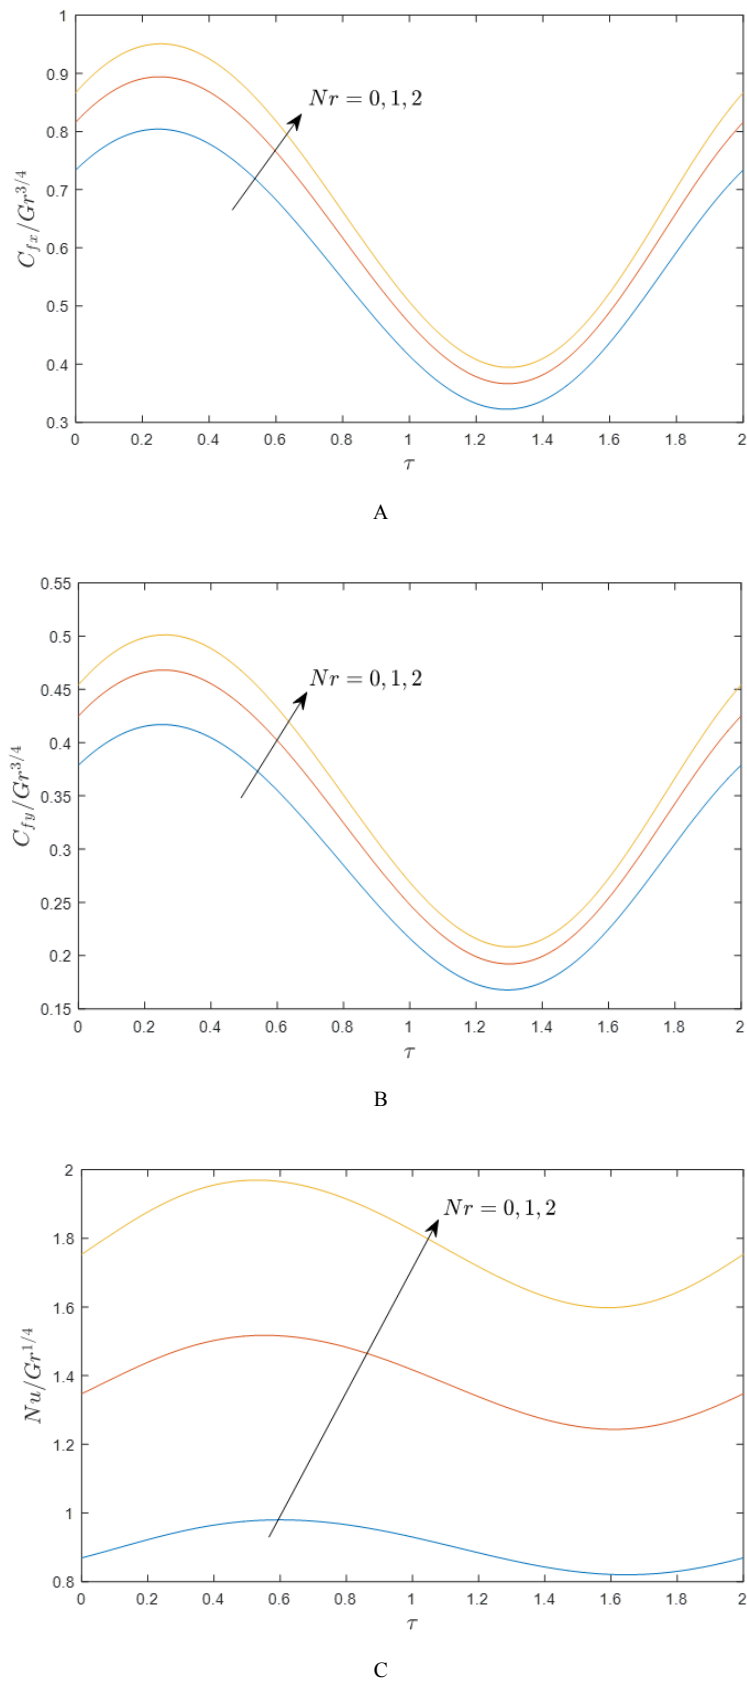 1
0.9
0.8
0.7
0.6
0.5
0.4
0.3
C_{fx}/Gr^{3/4}
Nr = 0, 1, 2
0 0.2 0.4 0.6 0.8 1 1.2 1.4 1.6 1.8 2
τ
A
0.55
0.5
0.45
0.4
0.35
0.3
0.25
0.2
0.15
C_{fy}/Gr^{3/4}
Nr = 0, 1, 2
0 0.2 0.4 0.6 0.8 1 1.2 1.4 1.6 1.8 2
τ
B
2
1.8
1.6
1.4
1.2
1
0.8
Nu/Gr^{1/4}
Nr = 0, 1, 2
0 0.2 0.4 0.6 0.8 1 1.2 1.4 1.6 1.8 2
τ
C